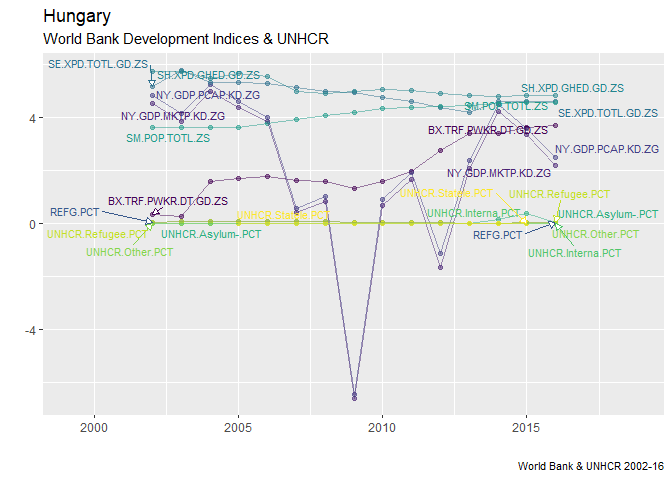 Hungary
World Bank Development Indices & UNHCR
SE.XPD.TOTL.GD.ZS
SH.XPD.GHED.GD.ZS
NY.GDP.PCAP.KD.ZG
NY.GDP.MKTP.KD.ZG
SM.POP.TOTL.ZS
SH.XPD.GHED.GD.ZS
SM.POP.TOTL.ZS
SE.XPD.TOTL.GD.ZS
BX.TRF.PWKR.DT.GD.ZS
NY.GDP.PCAP.KD.ZG
NY.GDP.MKTP.KD.ZG
BX.TRF.PWKR.DT.GD.ZS
REFG.PCT
UNHCR.Stateless.PCT
UNHCR.Refugee.PCT
UNHCR.Asylum-.PCT
UNHCR.Other.PCT
UNHCR.Refugee.PCT
UNHCR.Interna.PCT
UNHCR.Asylum-.PCT
REFG.PCT
UNHCR.Other.PCT
UNHCR.Interna.PCT
4
0
-4
2000
2005
2010
2015
World Bank & UNHCR 2002-16